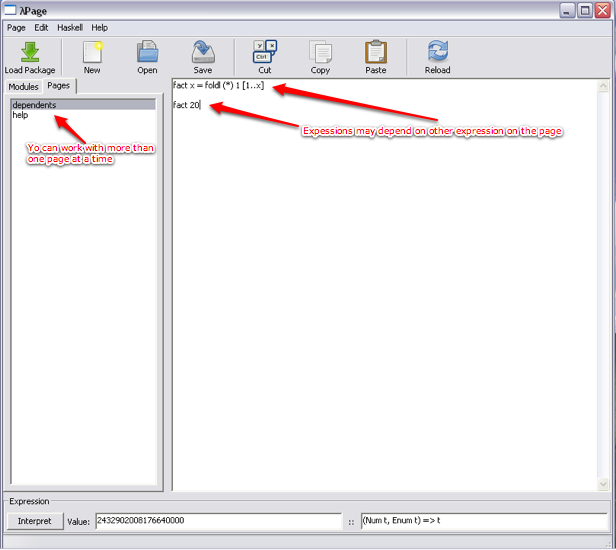 λPage
Page Edit Haskell Help
Load Package New Open Save Cut Copy Paste Reload
Modules Pages
dependents
help
Yo can work with more than
one page at a time
fact x = foldl (*) 1 [1..x]
fact 20
Expessions may depend on other expression on the page
Expression
Interpret Value: 2432902008176640000 :: (Num t, Enum t) => t